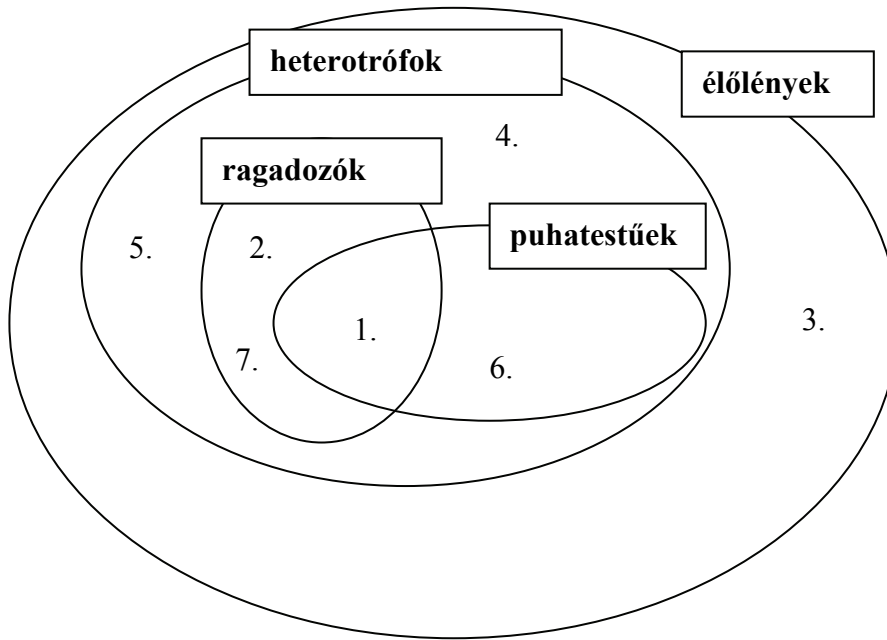 heterotrófok
élőlények
4.
ragadozók
puhatestűek
5.
2.
3.
1.
7.
6.